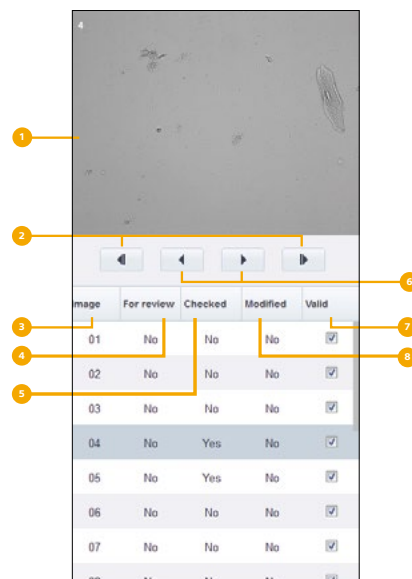 4
1
2
6
Image For review Checked Modified Valid
3 7
4 8
5
01 No No No
02 No No No
03 No No No
04 No Yes No
05 No Yes No
06 No No No
07 No No No